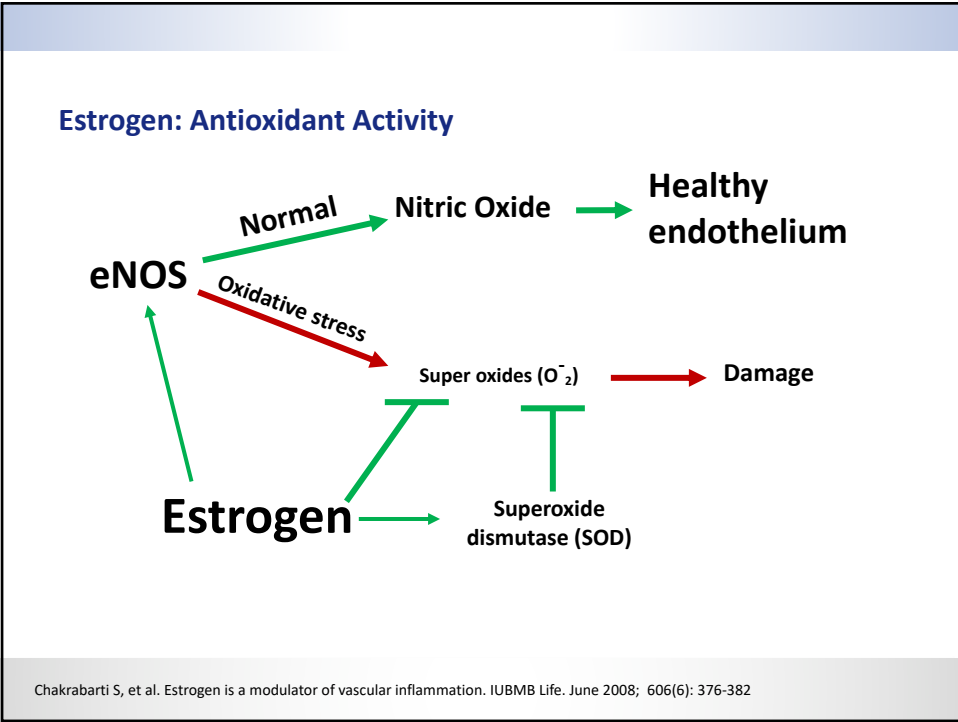 Estrogen: Antioxidant Activity
Normal
Nitric Oxide
Healthy
endothelium
eNOS
Oxidative stress
Super oxides (O⁻₂)
Damage
Estrogen
Superoxide
dismutase (SOD)
Chakrabarti S, et al. Estrogen is a modulator of vascular inflammation. IUBMB Life. June 2008; 606(6): 376-382